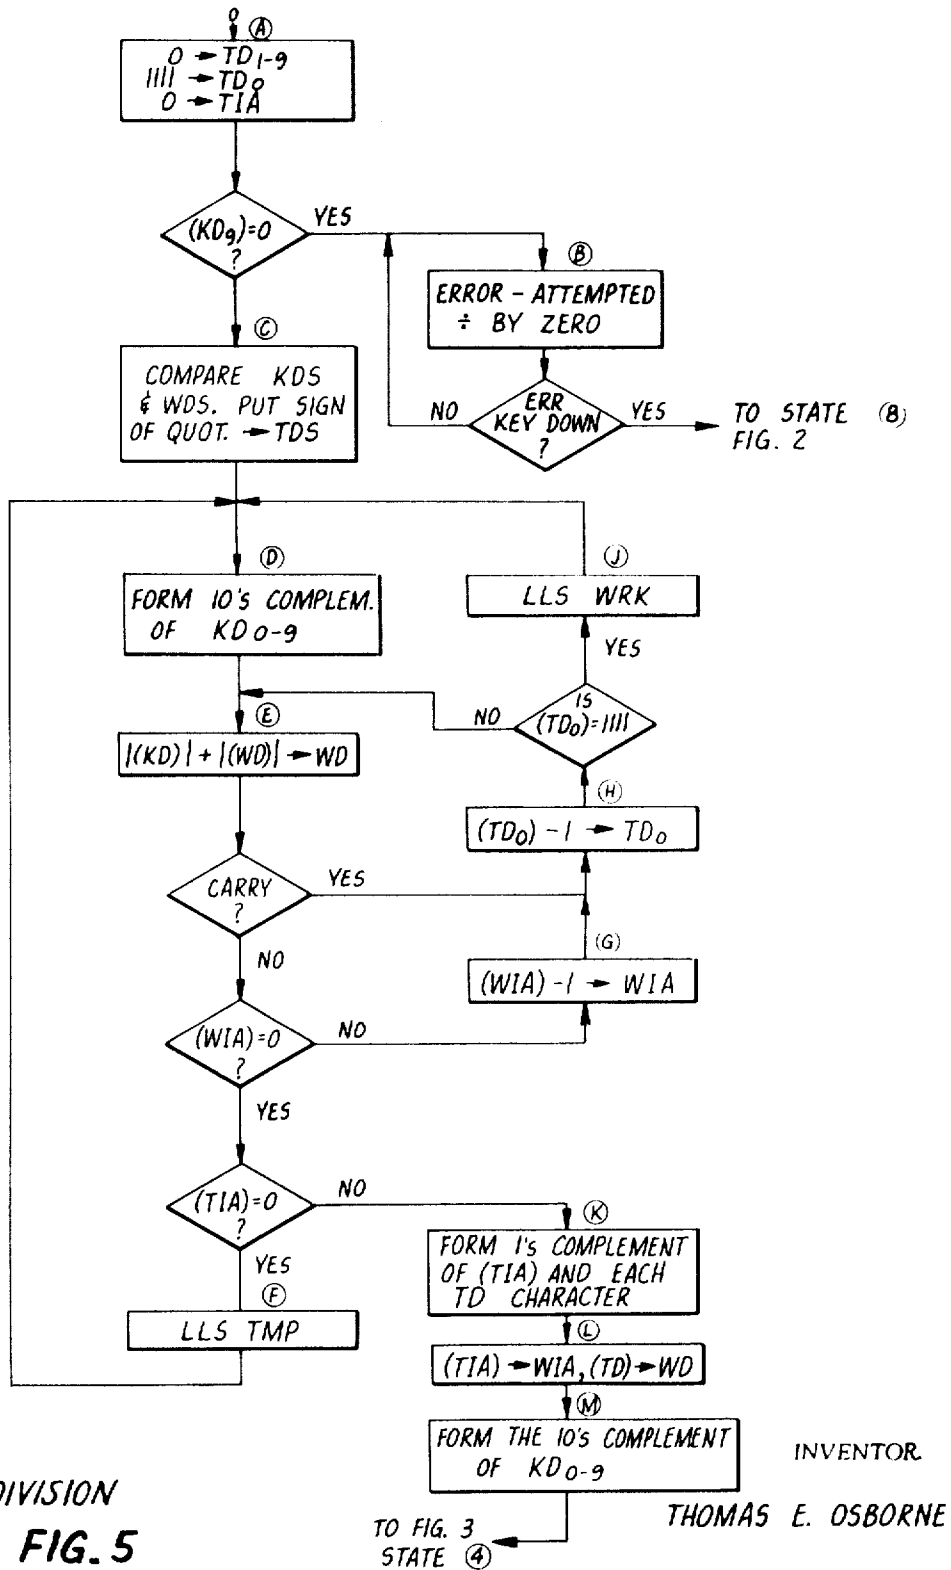 0
A
0 → TD1-9
1111 → TD0
0 → TIA
(KD9)=0
?
YES
B
ERROR - ATTEMPTED
÷ BY ZERO
C
COMPARE KDS
& WDS. PUT SIGN
OF QUOT. → TDS
NO
ERR
KEY DOWN
?
YES
TO STATE (B)
FIG. 2
D
FORM 10'S COMPLEM.
OF KD0-9
J
LLS WRK
YES
IS
(TD0)=1111
NO
E
|(KD)| + |(WD)| → WD
H
(TD0) - 1 → TD0
CARRY
?
YES
NO
G
(WIA) - 1 → WIA
(WIA)=0
?
NO
YES
(TIA)=0
?
NO
YES
F
LLS TMP
K
FORM 1's COMPLEMENT
OF (TIA) AND EACH
TD CHARACTER
L
(TIA) → WIA, (TD) → WD
M
FORM THE 10's COMPLEMENT
OF KD0-9
TO FIG. 3
STATE 4
INVENTOR
THOMAS E. OSBORNE
DIVISION
FIG. 5